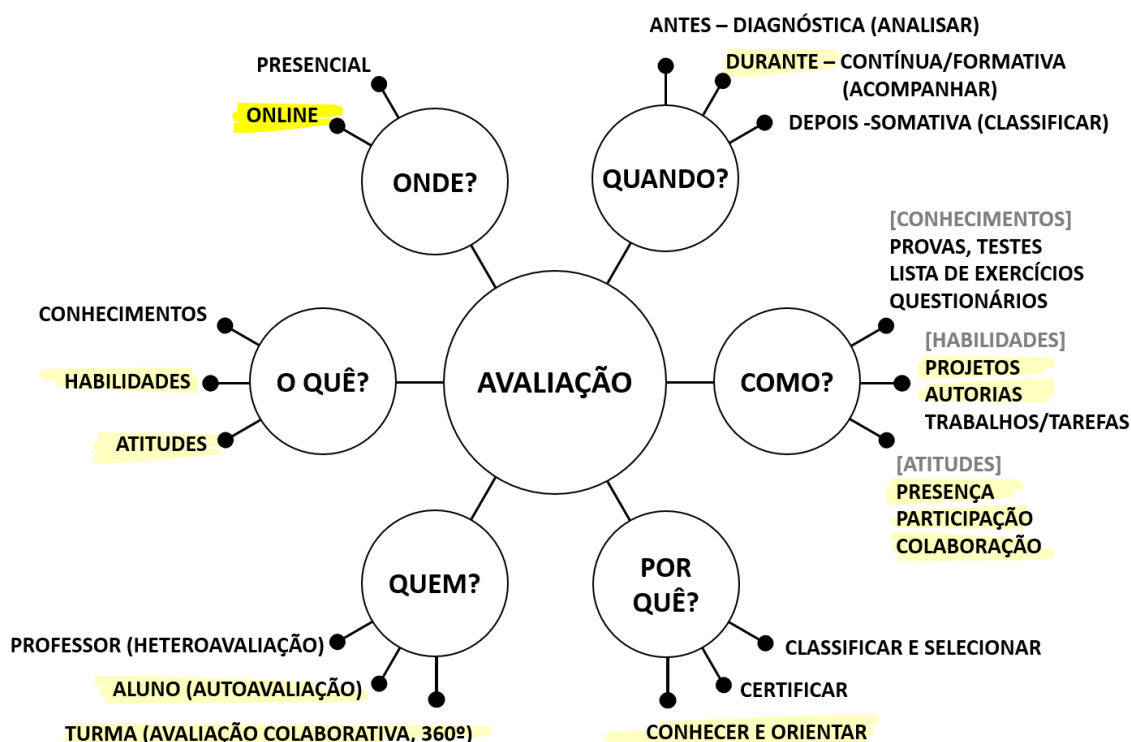 ANTES – DIAGNÓSTICA (ANALISAR)
DURANTE – CONTÍNUA/FORMATIVA
(ACOMPANHAR)
DEPOIS -SOMATIVA (CLASSIFICAR)
QUANDO?
PRESENCIAL
ONLINE
ONDE?
[CONHECIMENTOS]
PROVAS, TESTES
LISTA DE EXERCÍCIOS
QUESTIONÁRIOS
[HABILIDADES]
PROJETOS
AUTORIAS
TRABALHOS/TAREFAS
[ATITUDES]
PRESENÇA
PARTICIPAÇÃO
COLABORAÇÃO
COMO?
AVALIAÇÃO
O QUÊ?
CONHECIMENTOS
HABILIDADES
ATITUDES
QUEM?
PROFESSOR (HETEROAVALIAÇÃO)
ALUNO (AUTOAVALIAÇÃO)
TURMA (AVALIAÇÃO COLABORATIVA, 360º)
POR
QUÊ?
CLASSIFICAR E SELECIONAR
CERTIFICAR
CONHECER E ORIENTAR